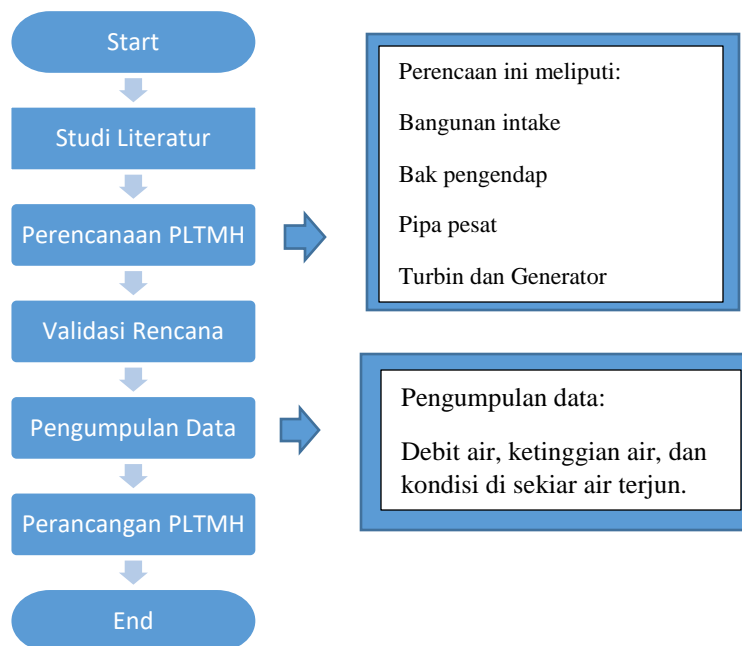 Start
Studi Literatur
Perencanaan PLTMH
Perencaan ini meliputi:
Bangunan intake
Bak pengendap
Pipa pesat
Turbin dan Generator
Validasi Rencana
Pengumpulan Data
Pengumpulan data:
Debit air, ketinggian air, dan
kondisi di sekiar air terjun.
Perancangan PLTMH
End